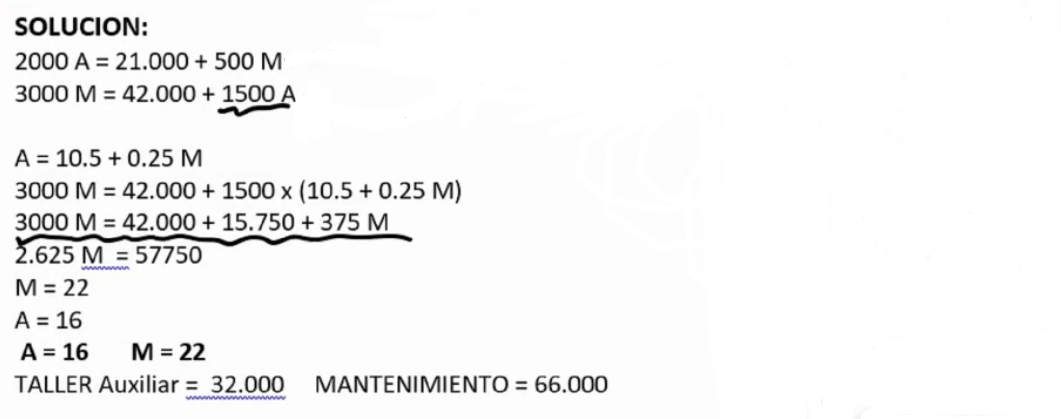 SOLUCION:
2000 A = 21.000 + 500 M
3000 M = 42.000 + 1500 A
A = 10.5 + 0.25 M
3000 M = 42.000 + 1500 x (10.5 + 0.25 M)
3000 M = 42.000 + 15.750 + 375 M
2.625 M = 57750
M = 22
A = 16
A = 16 M = 22
TALLER Auxiliar = 32.000 MANTENIMIENTO = 66.000